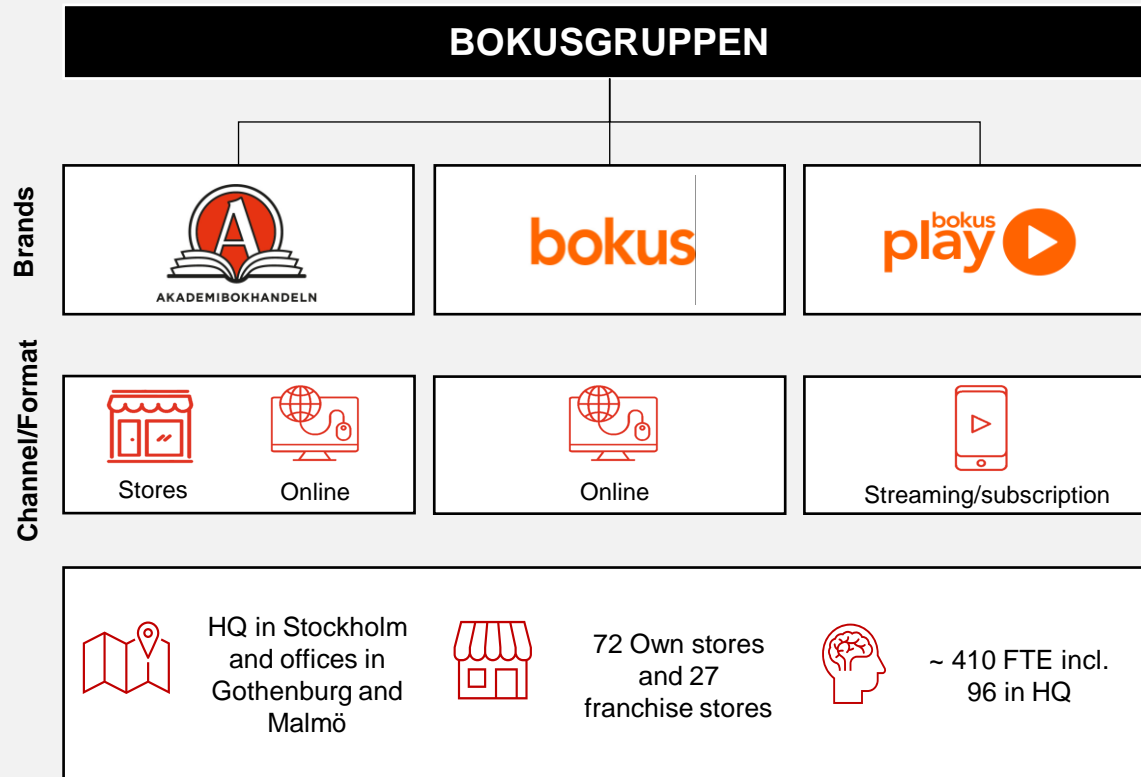 BOKUSGRUPPEN
Brands
A
AKADEMIBOKHANDELN
bokus
bokus
play
Channel/Format
Stores
Online
Online
Streaming/subscription
HQ in Stockholm
and offices in
Gothenburg and
Malmö
72 Own stores
and 27
franchise stores
~ 410 FTE incl.
96 in HQ